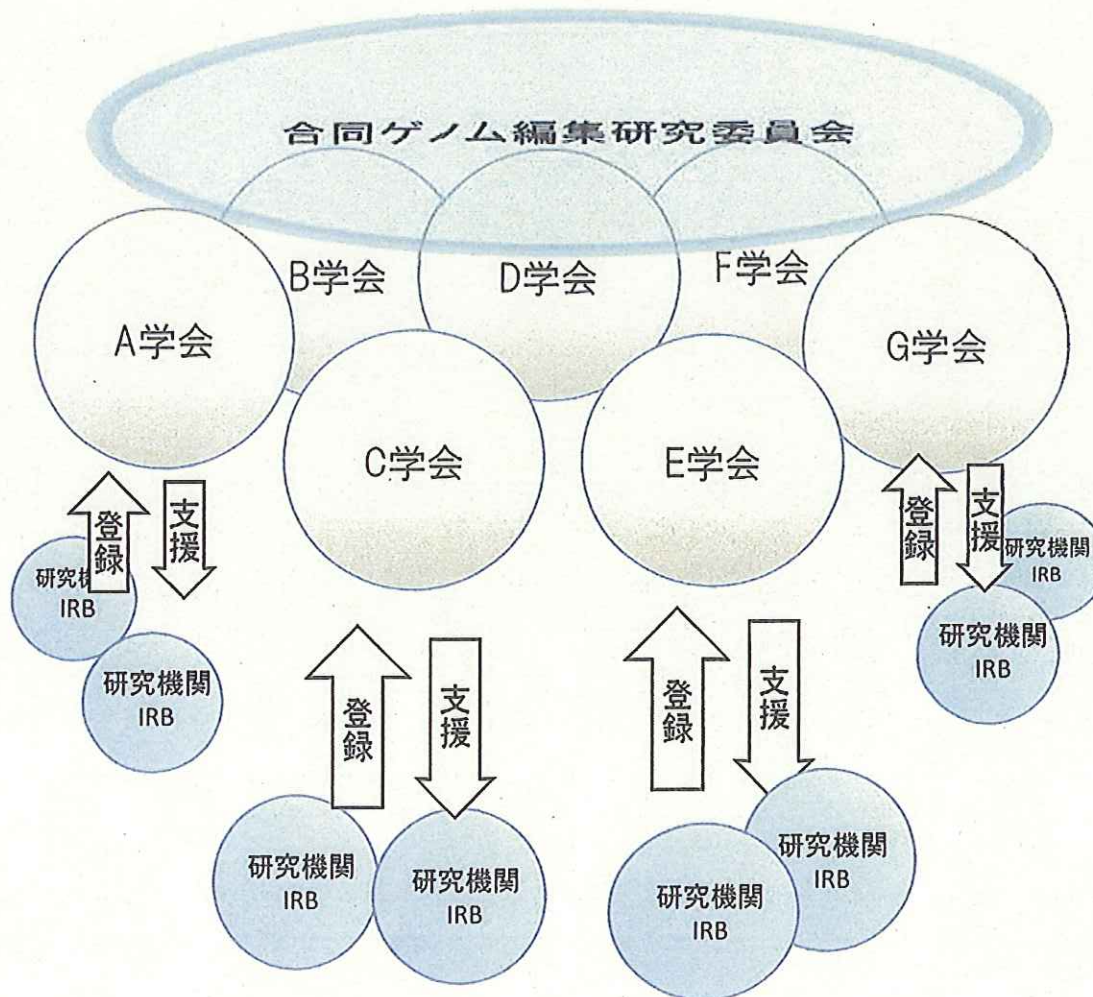 合同ゲノム編集研究委員会
B学会
D学会
F学会
A学会
G学会
C学会
E学会
登録
支援
登録
支援
研究機
IRB
研究機関
IRB
研究機関
IRB
研究機関
IRB
登録
支援
登録
支援
研究機関
IRB
研究機関
IRB
研究機関
IRB
研究機関
IRB